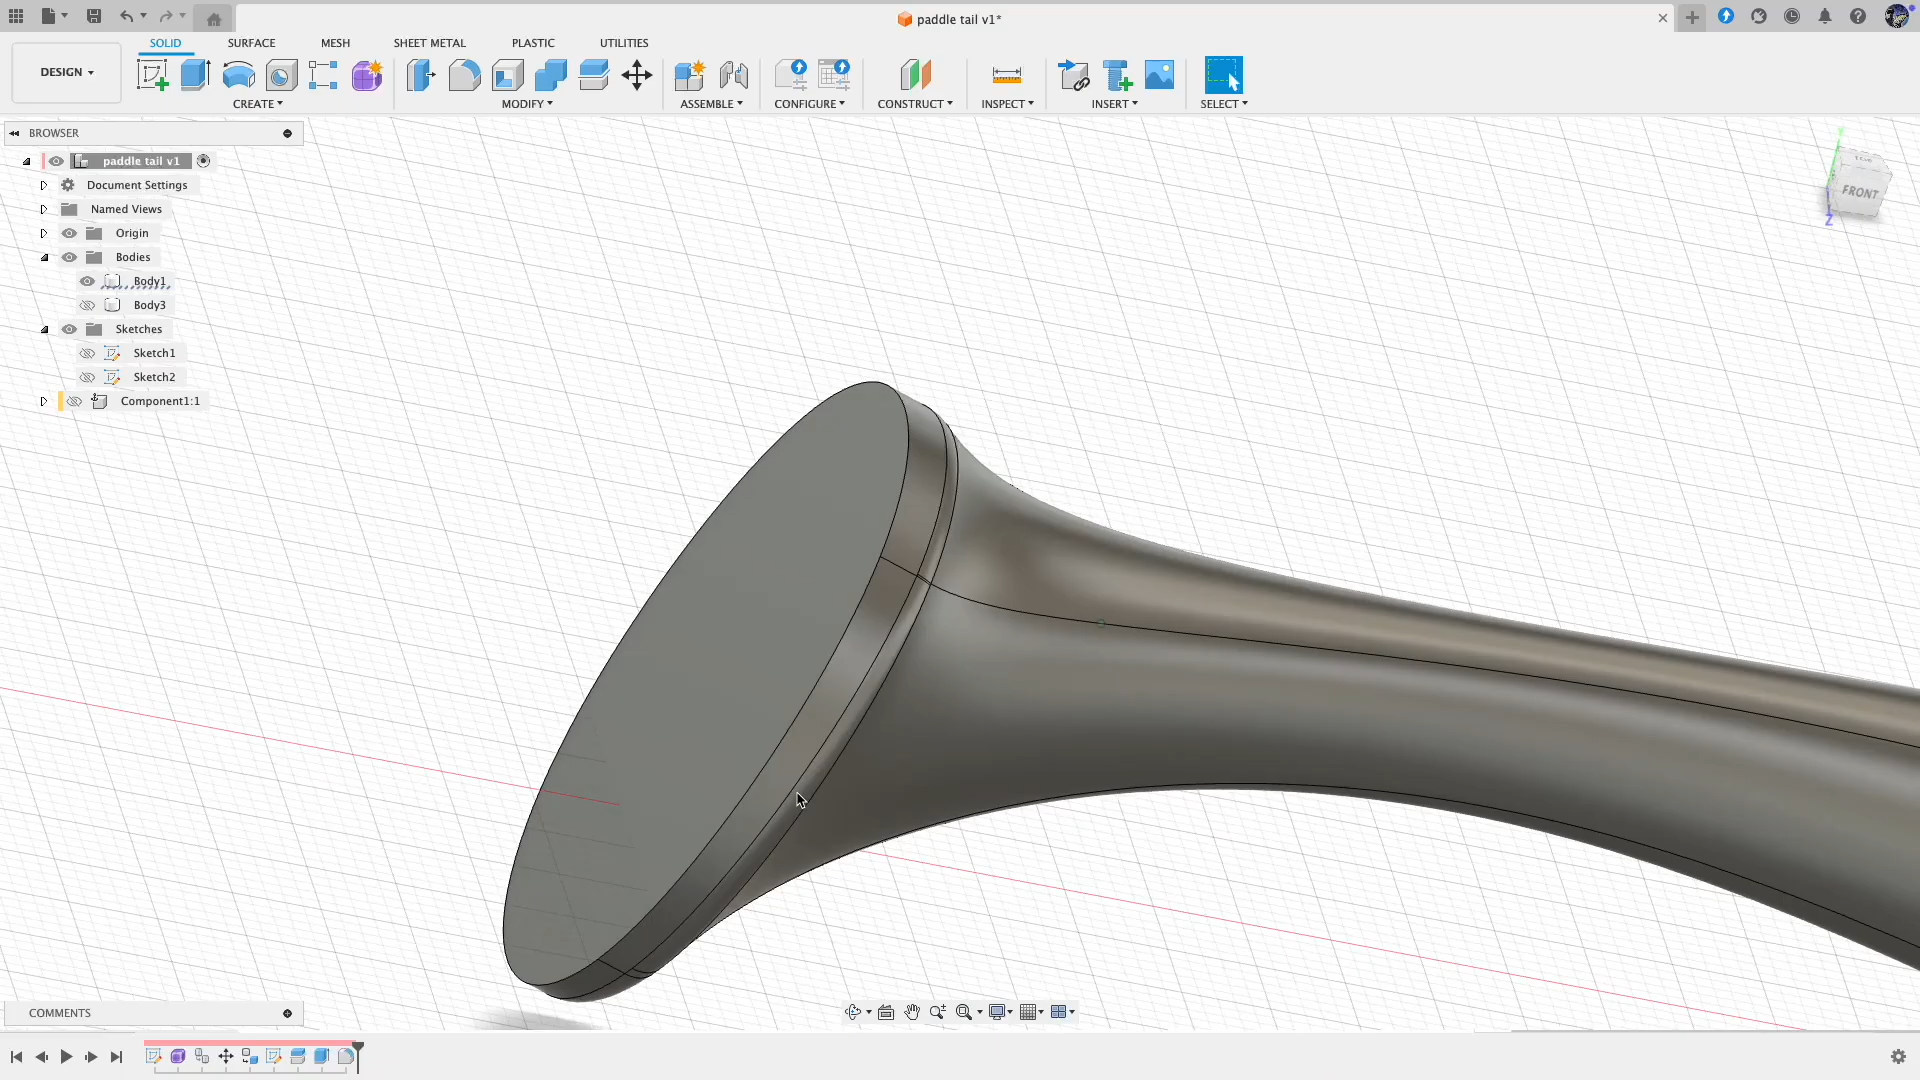 paddle tail v1*
SOLID SURFACE MESH SHEET METAL PLASTIC UTILITIES
DESIGN
CREATE MODIFY ASSEMBLE CONFIGURE CONSTRUCT INSPECT INSERT SELECT
BROWSER
paddle tail v1
Document Settings
Named Views
Origin
Bodies
Body1
Body3
Sketches
Sketch1
Sketch2
Component1:1
Y
FRONT
Z
COMMENTS